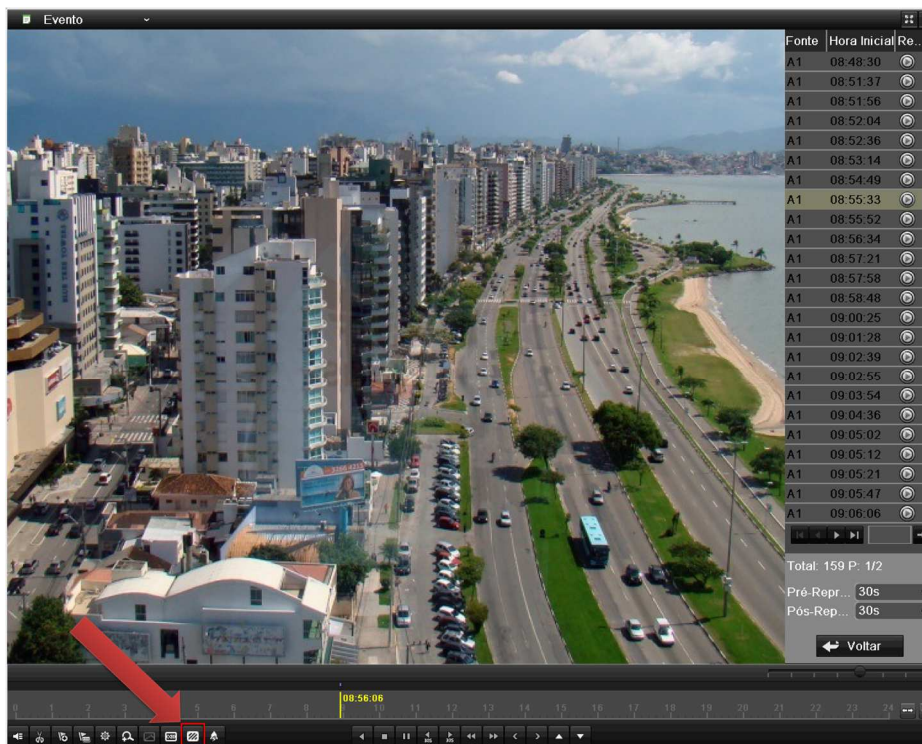 Evento
Fonte Hora Inicial Re...
A1 08:48:30
A1 08:51:37
A1 08:51:56
A1 08:52:04
A1 08:52:36
A1 08:53:14
A1 08:54:49
A1 08:55:33
A1 08:55:52
A1 08:56:34
A1 08:57:21
A1 08:57:58
A1 08:58:48
A1 09:00:25
A1 09:01:28
A1 09:02:39
A1 09:02:55
A1 09:03:54
A1 09:04:36
A1 09:05:02
A1 09:05:12
A1 09:05:21
A1 09:05:47
A1 09:06:06
Total: 159 P: 1/2
Pré-Repr... 30s
Pós-Rep... 30s
Voltar
08:56:06
0 1 2 3 4 5 6 7 8 10 11 12 13 14 15 16 17 18 19 20 21 22 23 24
30S 30S